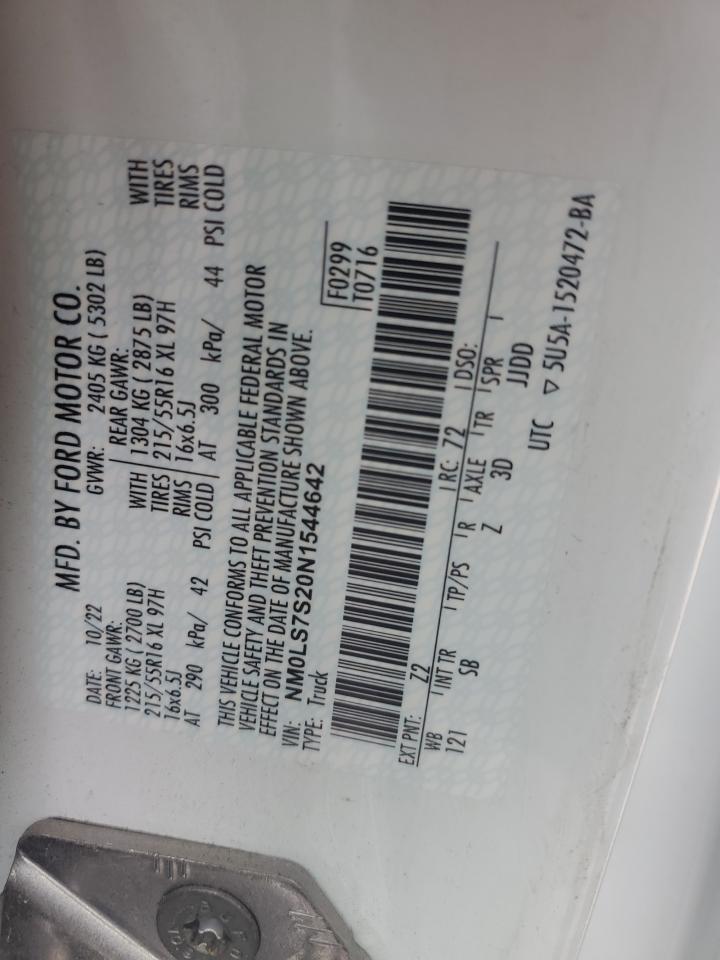 MFD. BY FORD MOTOR CO.
DATE: 10/22 GVWR: 2405 KG ( 5302 LB)
FRONT GAWR: REAR GAWR:
1225 KG ( 2700 LB) WITH 1304 KG ( 2875 LB) WITH
215/55R16 XL 97H TIRES 215/55R16 XL 97H TIRES
16x6.5J RIMS 16x6.5J RIMS
AT 290 kPa/ 42 PSI COLD AT 300 kPa/ 44 PSI COLD
THIS VEHICLE CONFORMS TO ALL APPLICABLE FEDERAL MOTOR
VEHICLE SAFETY AND THEFT PREVENTION STANDARDS IN
EFFECT ON THE DATE OF MANUFACTURE SHOWN ABOVE.
VIN: NM0LS7S20N1544642 F0299
TYPE: Truck T0716
EXT PNT: Z2 RC: 72 DSO:
WB INT TR TP/PS R AXLE TR SPR
121 SB Z 3D JJDD
UTC ▽ 5U5A-1520472-BA